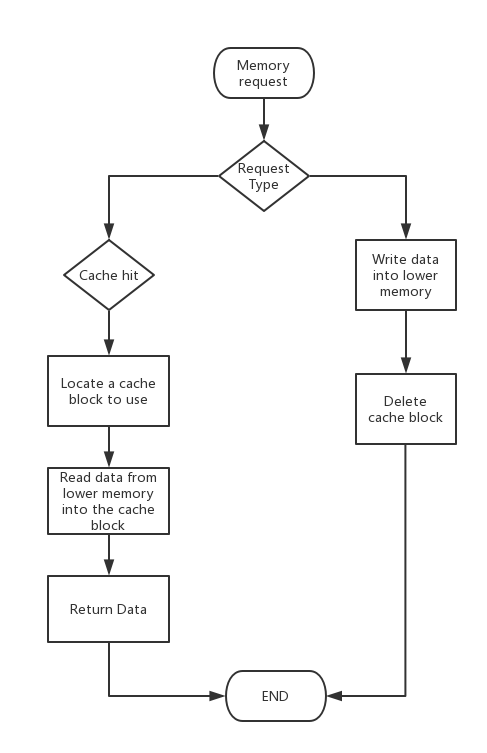 Memory
request
Request
Type
Cache hit
Write data
into lower
memory
Locate a cache
block to use
Delete
cache block
Read data from
lower memory
into the cache
block
Return Data
END